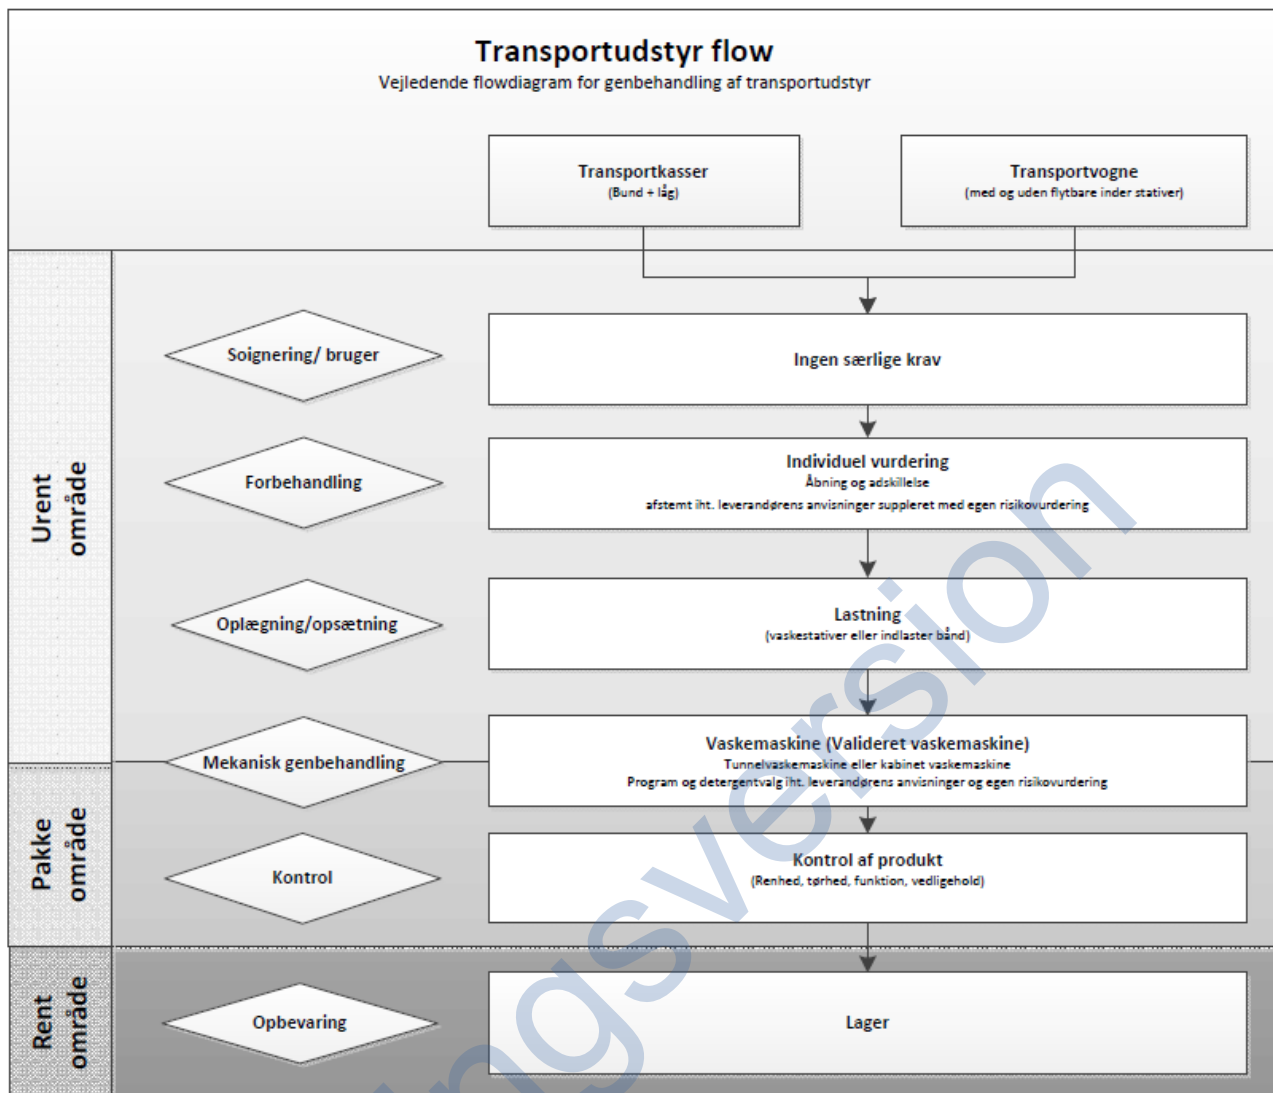 Transportudstyr flow
Vejledende flowdiagram for genbehandling af transportudstyr
Transportkasser
(Bund + låg)
Transportvogne
(med og uden flytbare inder stativer)
Urent
område
Soignering/ bruger
Ingen særlige krav
Forbehandling
Individuel vurdering
Åbning og adskillelse
afstemt iht. leverandørens anvisninger suppleret med egen risikovurdering
Oplægning/opsætning
Lastning
(vaskestativer eller indlaster bånd)
Mekanisk genbehandling
Vaskemaskine (Valideret vaskemaskine)
Tunnelvaskemaskine eller kabinet vaskemaskine
Program og detergentvalg iht. leverandørens anvisninger og egen risikovurdering
Pakke
område
Kontrol
Kontrol af produkt
(Renhed, tørhed, funktion, vedligehold)
Rent
område
Opbevaring
Lager
ngsversion